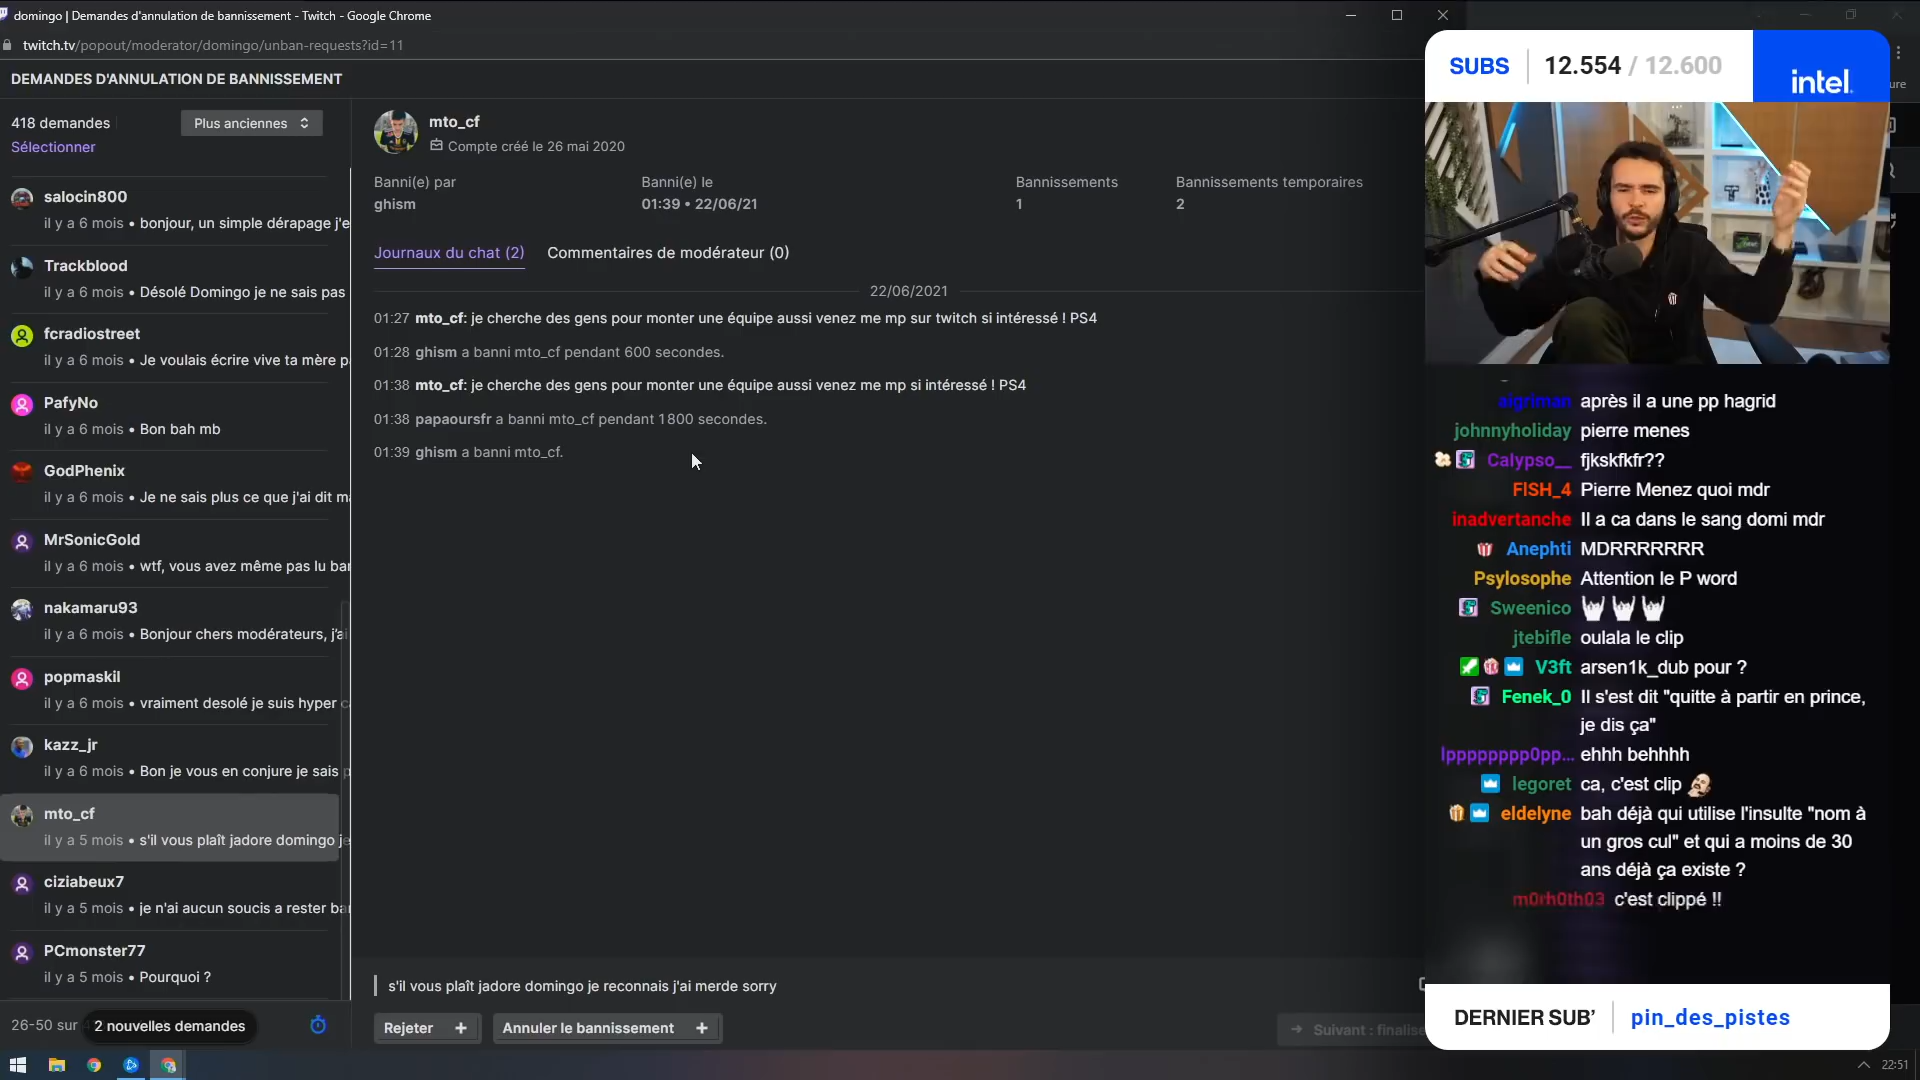 domingo | Demandes d'annulation de bannissement - Twitch - Google Chrome
twitch.tv/popout/moderator/domingo/unban-requests?id=11
DEMANDES D'ANNULATION DE BANNISSEMENT
418 demandes
Plus anciennes
Sélectionner
salocin800
il y a 6 mois • bonjour, un simple dérapage j'e
Trackblood
il y a 6 mois • Désolé Domingo je ne sais pas
fcradiostreet
il y a 6 mois • Je voulais écrire vive ta mère p
PafyNo
il y a 6 mois • Bon bah mb
GodPhenix
il y a 6 mois • Je ne sais plus ce que j'ai dit m
MrSonicGold
il y a 6 mois • wtf, vous avez même pas lu ba
nakamaru93
il y a 6 mois • Bonjour chers modérateurs, j'ai
popmaskil
il y a 6 mois • vraiment desolé je suis hyper c
kazz_jr
il y a 6 mois • Bon je vous en conjure je sais p
mto_cf
il y a 5 mois • s'il vous plaît jadore domingo je
ciziabeux7
il y a 5 mois • je n'ai aucun soucis a rester ba
PCmonster77
il y a 5 mois • Pourquoi ?
26-50 sur
2 nouvelles demandes
mto_cf
Compte créé le 26 mai 2020
Banni(e) par
ghism
Banni(e) le
01:39 • 22/06/21
Bannissements
1
Bannissements temporaires
2
Journaux du chat (2)
Commentaires de modérateur (0)
22/06/2021
01:27 mto_cf: je cherche des gens pour monter une équipe aussi venez me mp sur twitch si intéressé ! PS4
01:28 ghism a banni mto_cf pendant 600 secondes.
01:38 mto_cf: je cherche des gens pour monter une équipe aussi venez me mp si intéressé ! PS4
01:38 papaoursfr a banni mto_cf pendant 1800 secondes.
01:39 ghism a banni mto_cf.
s'il vous plaît jadore domingo je reconnais j'ai merde sorry
Rejeter +
Annuler le bannissement +
→ Suivant : finalise
SUBS 12.554 / 12.600
intel.
ure
aigriman après il a une pp hagrid
johnnyholiday pierre menes
Calypso__ fjkskfkfr??
FISH_4 Pierre Menez quoi mdr
inadvertanche Il a ca dans le sang domi mdr
Anephti MDRRRRRRR
Psylosophe Attention le P word
Sweenico
jtebifle oulala le clip
V3ft arsen1k_dub pour ?
Fenek_0 Il s'est dit "quitte à partir en prince,
je dis ça"
lpppppppp0pp... ehhh behhhh
legoret ca, c'est clip
eldelyne bah déjà qui utilise l'insulte "nom à
un gros cul" et qui a moins de 30
ans déjà ça existe ?
m0rh0th03 c'est clippé !!
DERNIER SUB' pin_des_pistes
22:51